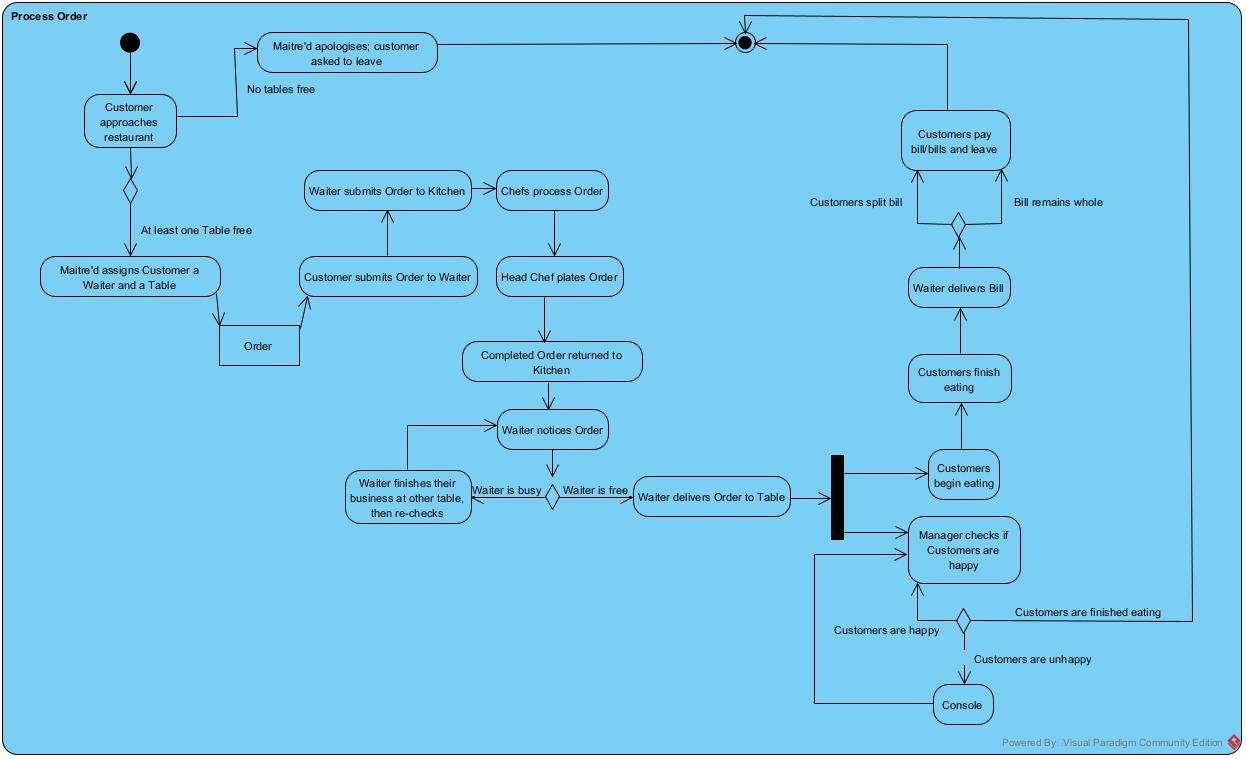 Process Order
Maitre'd apologises; customer
asked to leave
No tables free
Customer
approaches
restaurant
At least one Table free
Maitre'd assigns Customer a
Waiter and a Table
Order
Customer submits Order to Waiter
Waiter submits Order to Kitchen
Chefs process Order
Head Chef plates Order
Completed Order returned to
Kitchen
Waiter notices Order
Waiter is busy
Waiter is free
Waiter finishes their
business at other table,
then re-checks
Waiter delivers Order to Table
Customers
begin eating
Customers finish
eating
Waiter delivers Bill
Customers split bill
Bill remains whole
Customers pay
bill/bills and leave
Manager checks if
Customers are
happy
Customers are happy
Customers are finished eating
Customers are unhappy
Console
Powered By: Visual Paradigm Community Edition